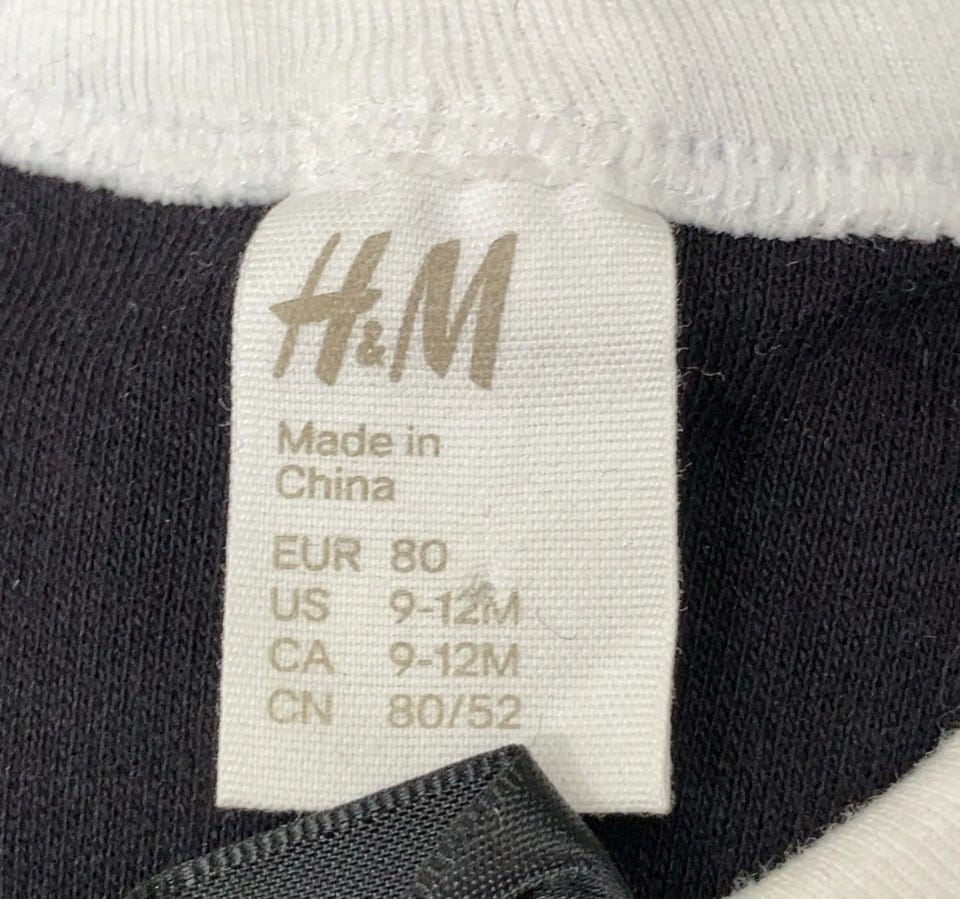 H&M
Made in
China
EUR 80
US 9-12M
CA 9-12M
CN 80/52